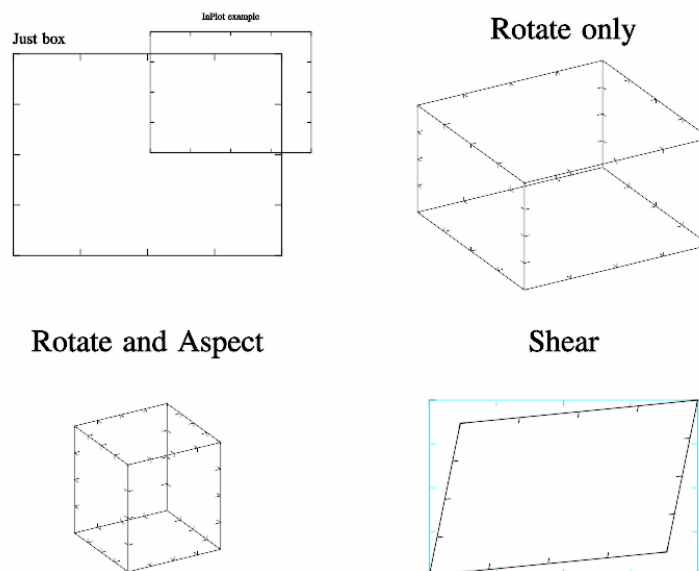 InPlot example
Just box
Rotate only
Rotate and Aspect
Shear